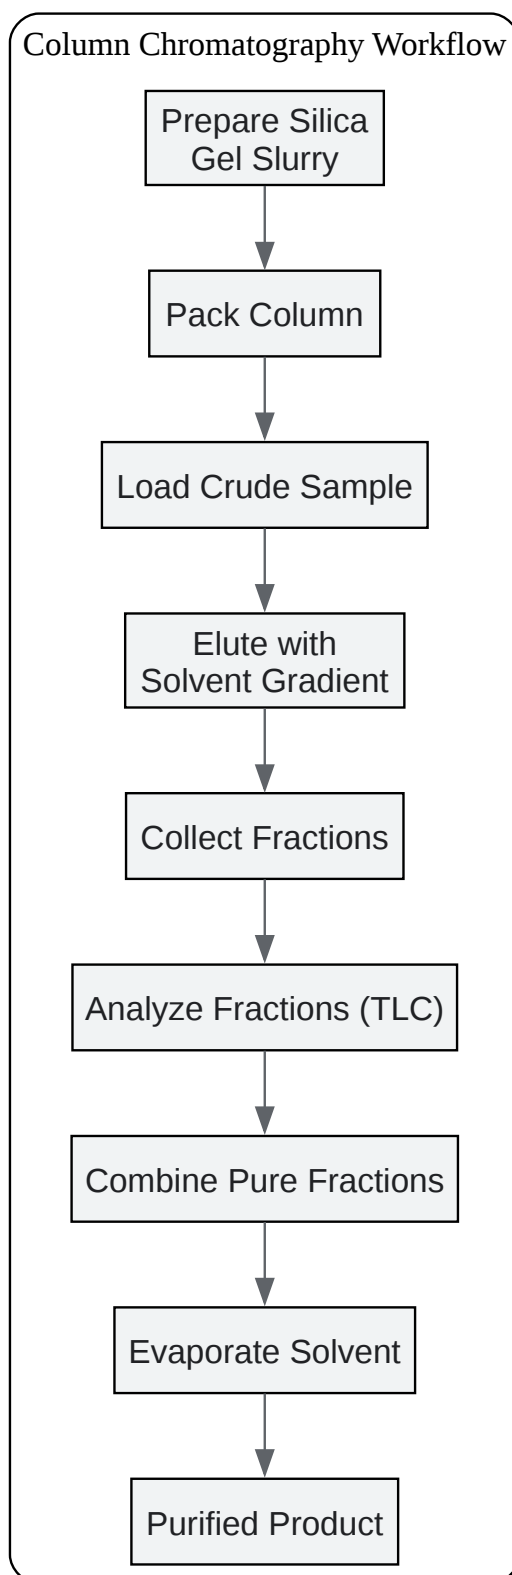 Column Chromatography Workflow
Prepare Silica
Gel Slurry
Pack Column
Load Crude Sample
Elute with
Solvent Gradient
Collect Fractions
Analyze Fractions (TLC)
Combine Pure Fractions
Evaporate Solvent
Purified Product